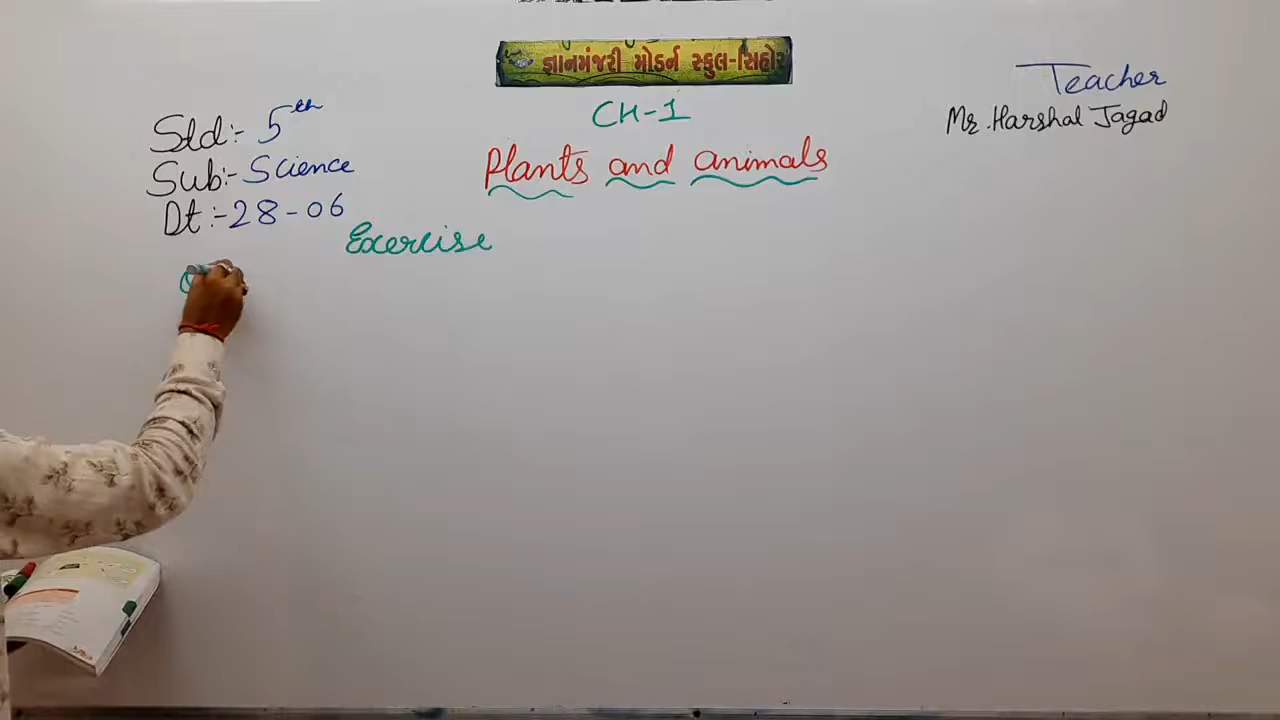 જ્ઞાનમંજરી મોડર્ન સ્કુલ-સિહોર
CH-1
Teacher
Mr. Harshal Jagad
Std:- 5th
Sub:- Science
Dt:- 28-06
Plants and animals
Exercise